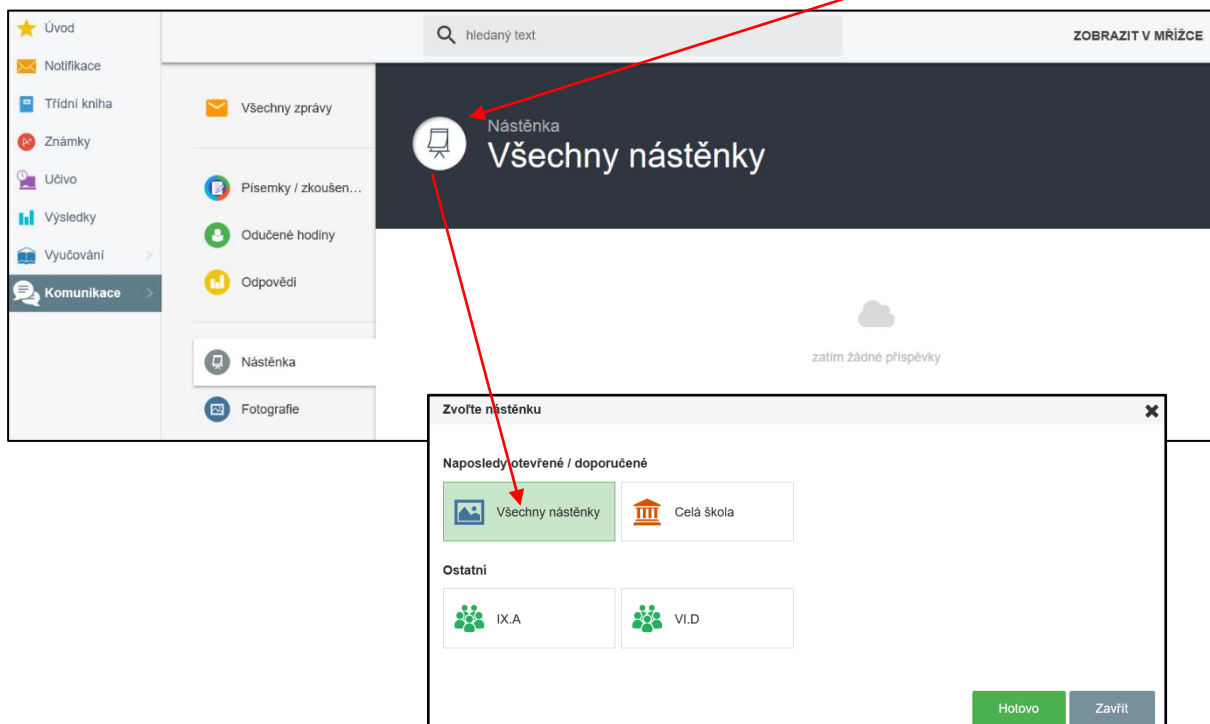 Úvod
Notifikace
Třídní kniha
Známky
Učivo
Výsledky
Vyučování
Komunikace
hledaný text
ZOBRAZIT V MŘÍŽCE
Všechny zprávy
Písemky / zkoušen...
Odučené hodiny
Odpovědi
Nástěnka
Fotografie
Nástěnka
Všechny nástěnky
zatím žádné příspěvky
Zvoľte nástěnku
Naposledy otevřené / doporučené
Všechny nástěnky
Celá škola
Ostatní
IX.A
VI.D
Hotovo
Zavřít